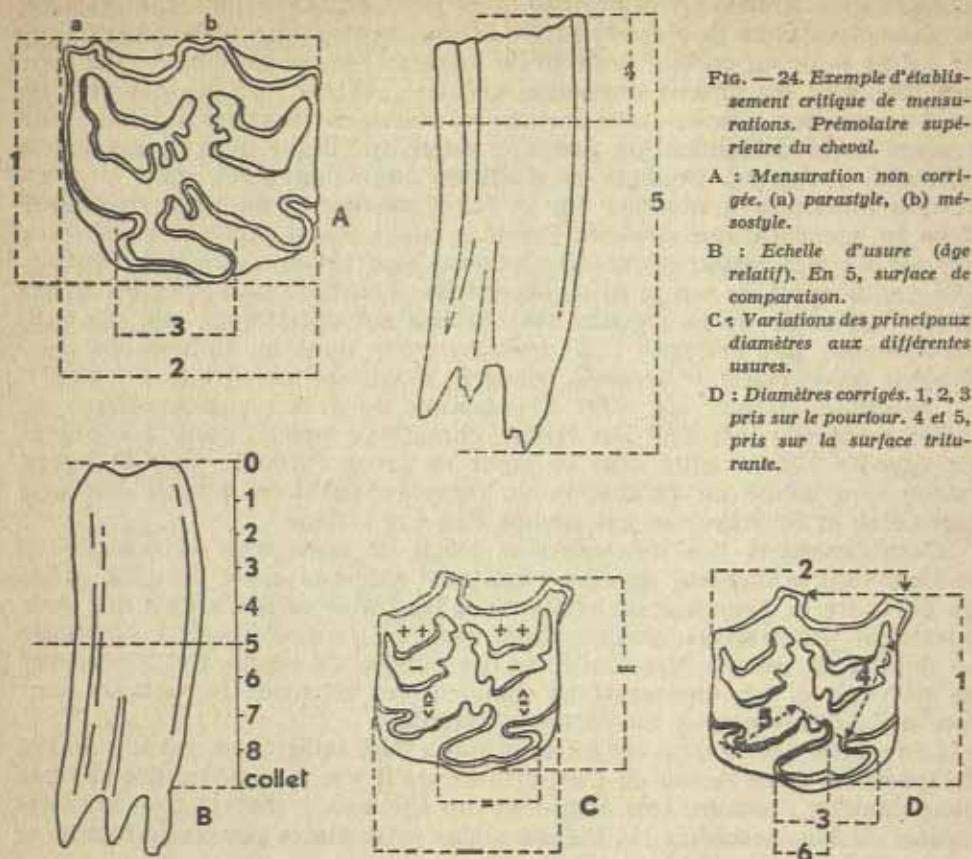 a b
1
A
3
2
4
5
FIG. — 24. Exemple d'établis-
sement critique de mensu-
rations. Prémolaire supé-
rieure du cheval.
A : Mensuration non corri-
gée. (a) parastyle, (b) mé-
sostyle.
B : Echelle d'usure (âge
relatif). En 5, surface de
comparaison.
C : Variations des principaux
diamètres aux différentes
usures.
D : Diamètres corrigés. 1, 2, 3
pris sur le pourtour. 4 et 5,
pris sur la surface tritu-
rante.
0
1
2
3
4
5
6
7
8
collet
B
+ + + +
− −
=
−
C
2
4
5
1
3
6
D